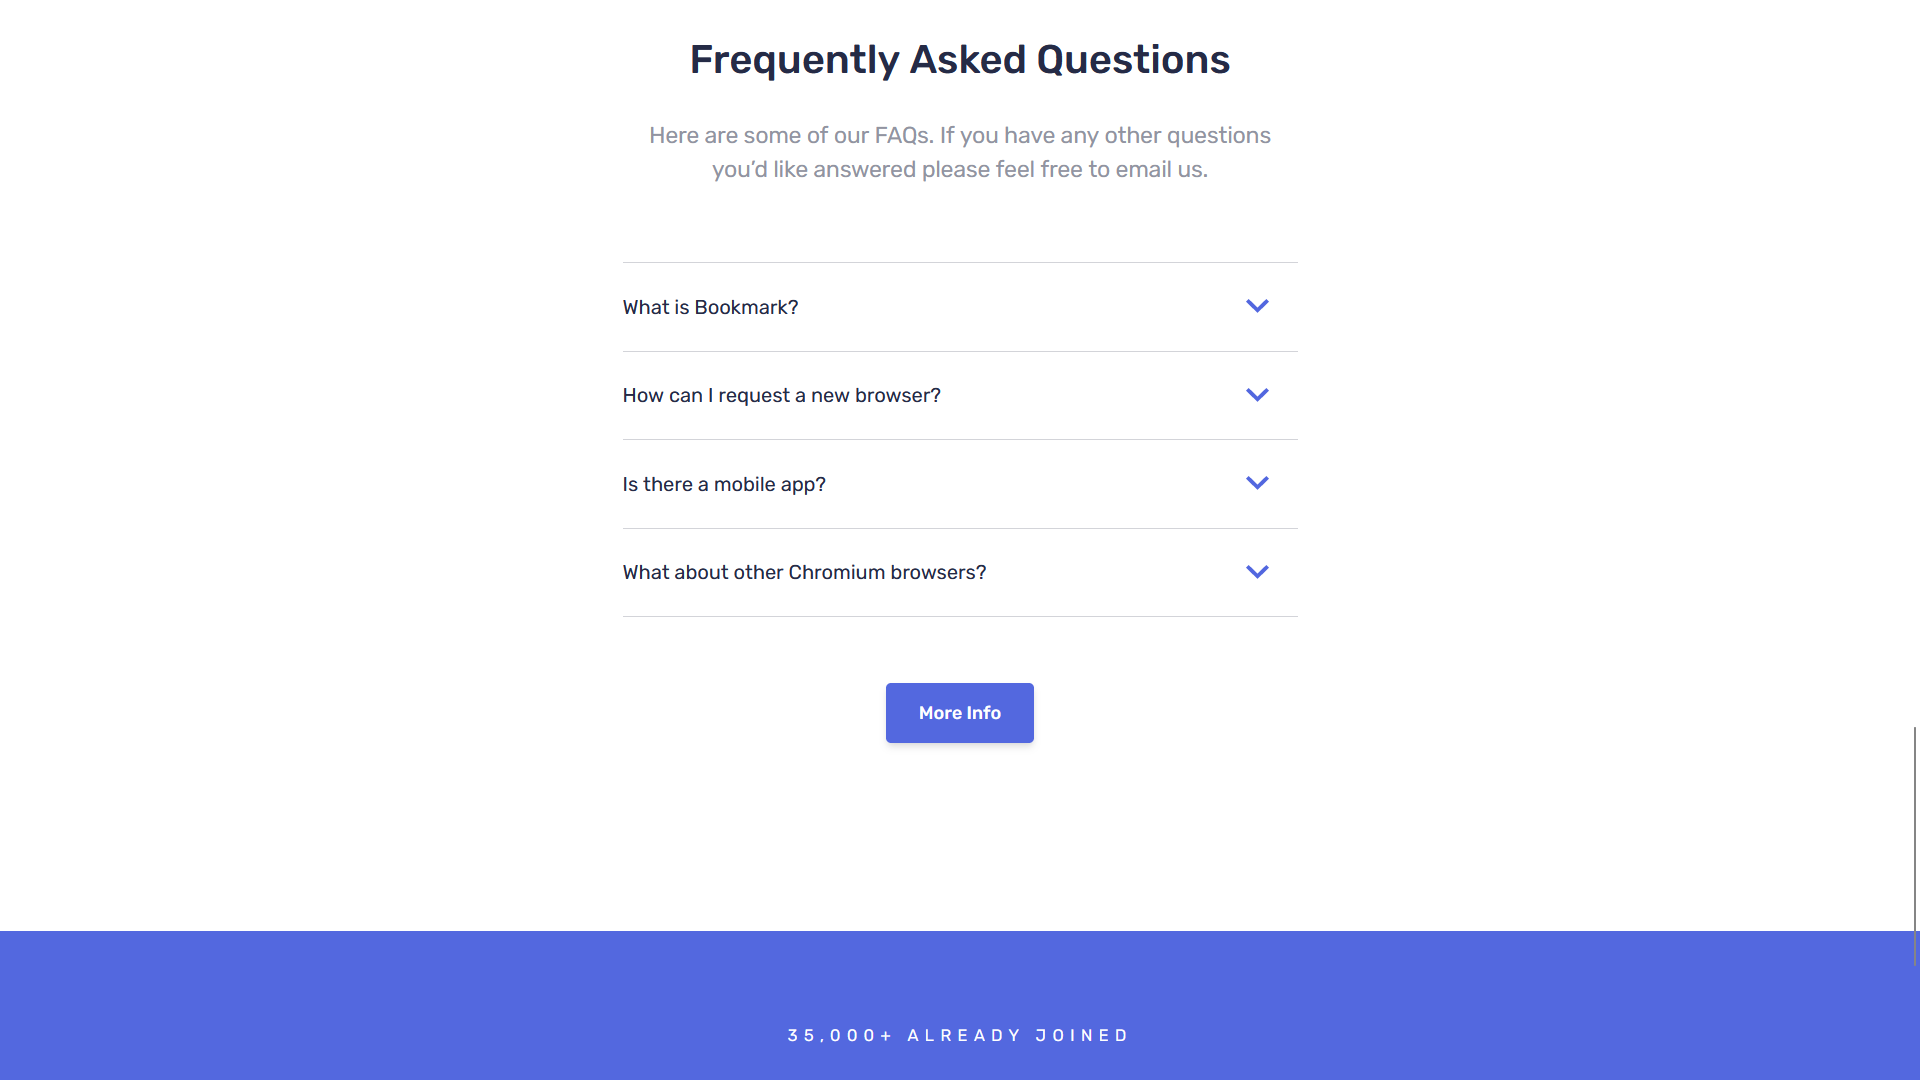 Frequently Asked Questions
Here are some of our FAQs. If you have any other questions
you’d like answered please feel free to email us.
What is Bookmark?
How can I request a new browser?
Is there a mobile app?
What about other Chromium browsers?
More Info
35,000+ ALREADY JOINED